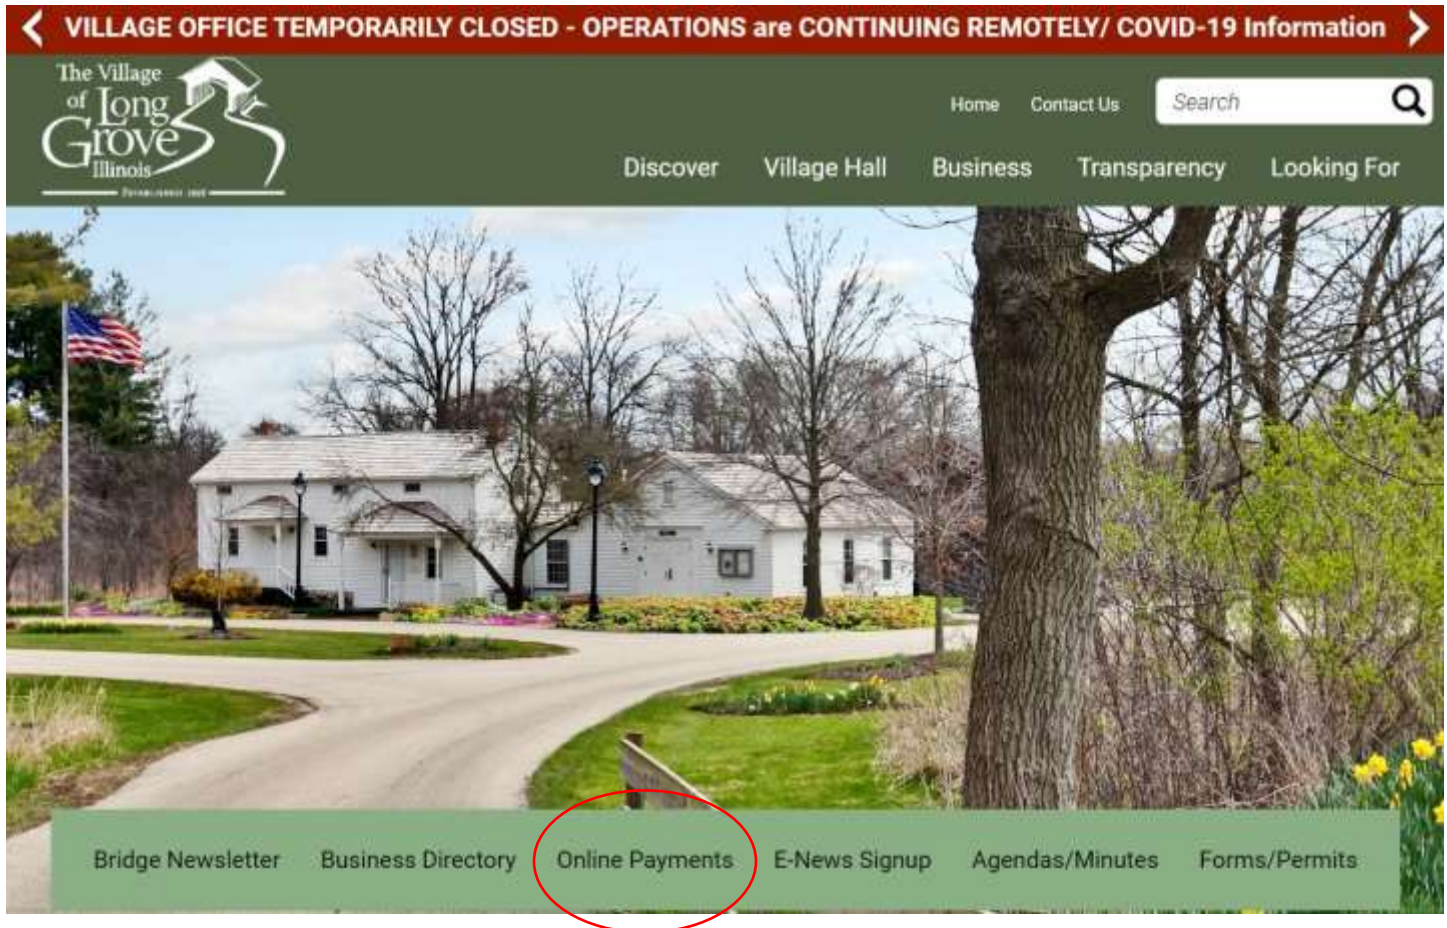 VILLAGE OFFICE TEMPORARILY CLOSED - OPERATIONS are CONTINUING REMOTELY/ COVID-19 Information
The Village
of Long
Grove
Illinois
Home Contact Us Search
Discover Village Hall Business Transparency Looking For
Bridge Newsletter Business Directory Online Payments E-News Signup Agendas/Minutes Forms/Permits